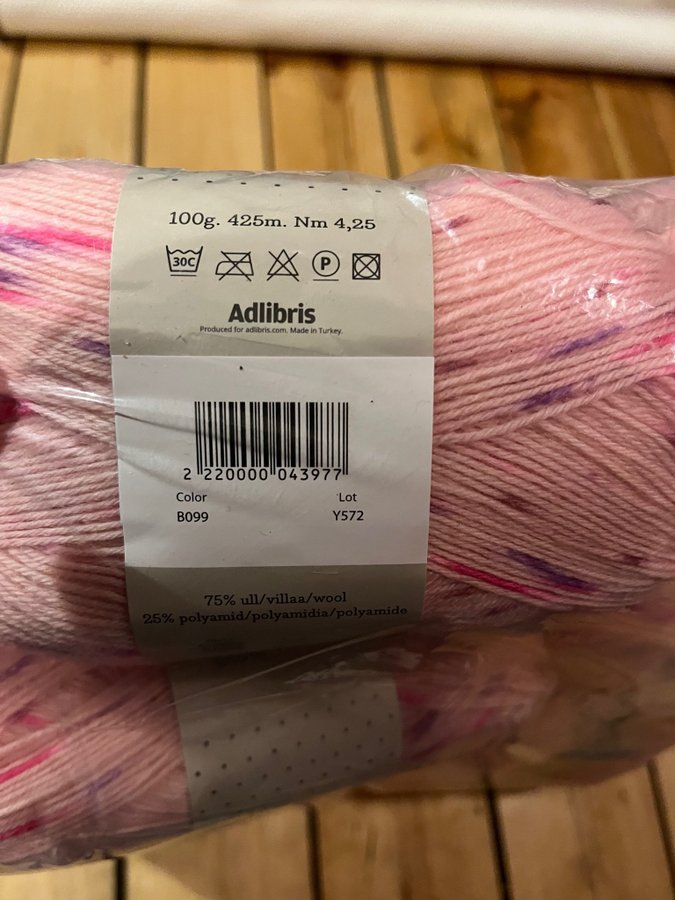 100g. 425m. Nm 4,25
30C P
Adlibris
Produced for adlibris.com. Made in Turkey.
2 220000 043977
Color Lot
B099 Y572
75% ull/villaa/wool
25% polyamid/polyamidia/polyamide